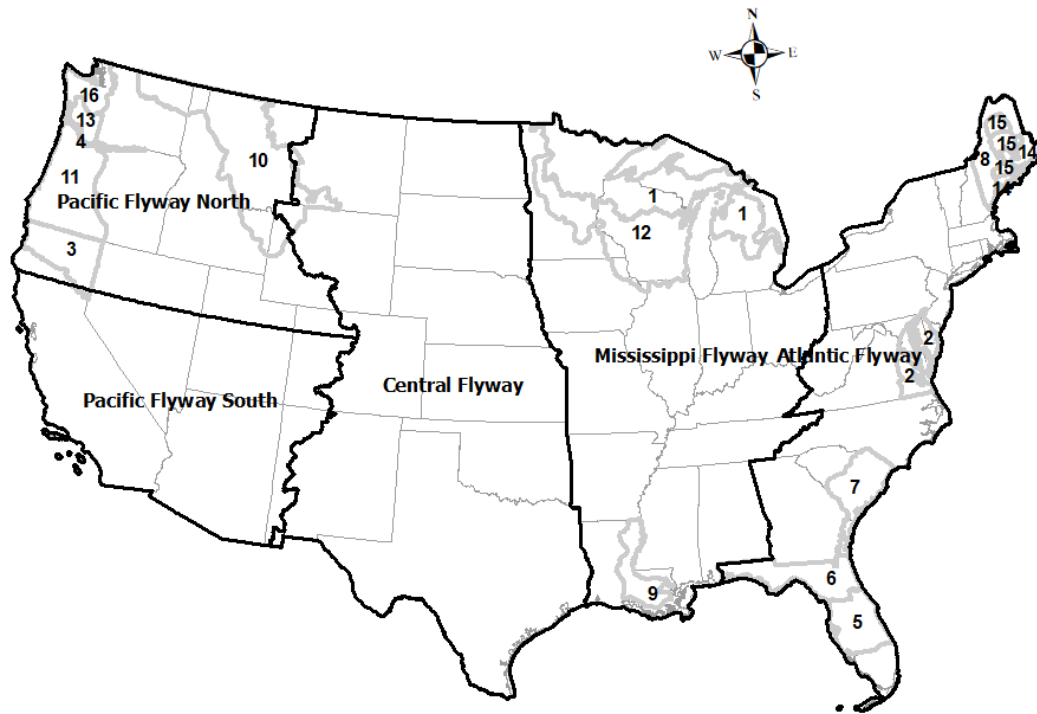 N
W E
S
16
13
4
11
Pacific Flyway North
3
10
1
1
12
15
15
14
8
15
14
Mississippi Flyway
Atlantic Flyway
2
2
Central Flyway
Pacific Flyway South
7
6
9
5